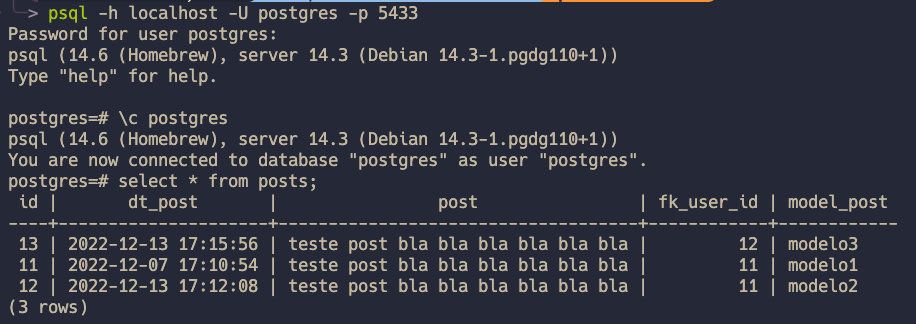 > psql -h localhost -U postgres -p 5433
Password for user postgres:
psql (14.6 (Homebrew), server 14.3 (Debian 14.3-1.pgdg110+1))
Type "help" for help.

postgres=# \c postgres
psql (14.6 (Homebrew), server 14.3 (Debian 14.3-1.pgdg110+1))
You are now connected to database "postgres" as user "postgres".
postgres=# select * from posts;
 id |       dt_post       |                post                 | fk_user_id | model_post
----+---------------------+-------------------------------------+------------+------------
 13 | 2022-12-13 17:15:56 | teste post bla bla bla bla bla bla  |         12 | modelo3
 11 | 2022-12-07 17:10:54 | teste post bla bla bla bla bla bla  |         11 | modelo1
 12 | 2022-12-13 17:12:08 | teste post bla bla bla bla bla bla  |         11 | modelo2
(3 rows)